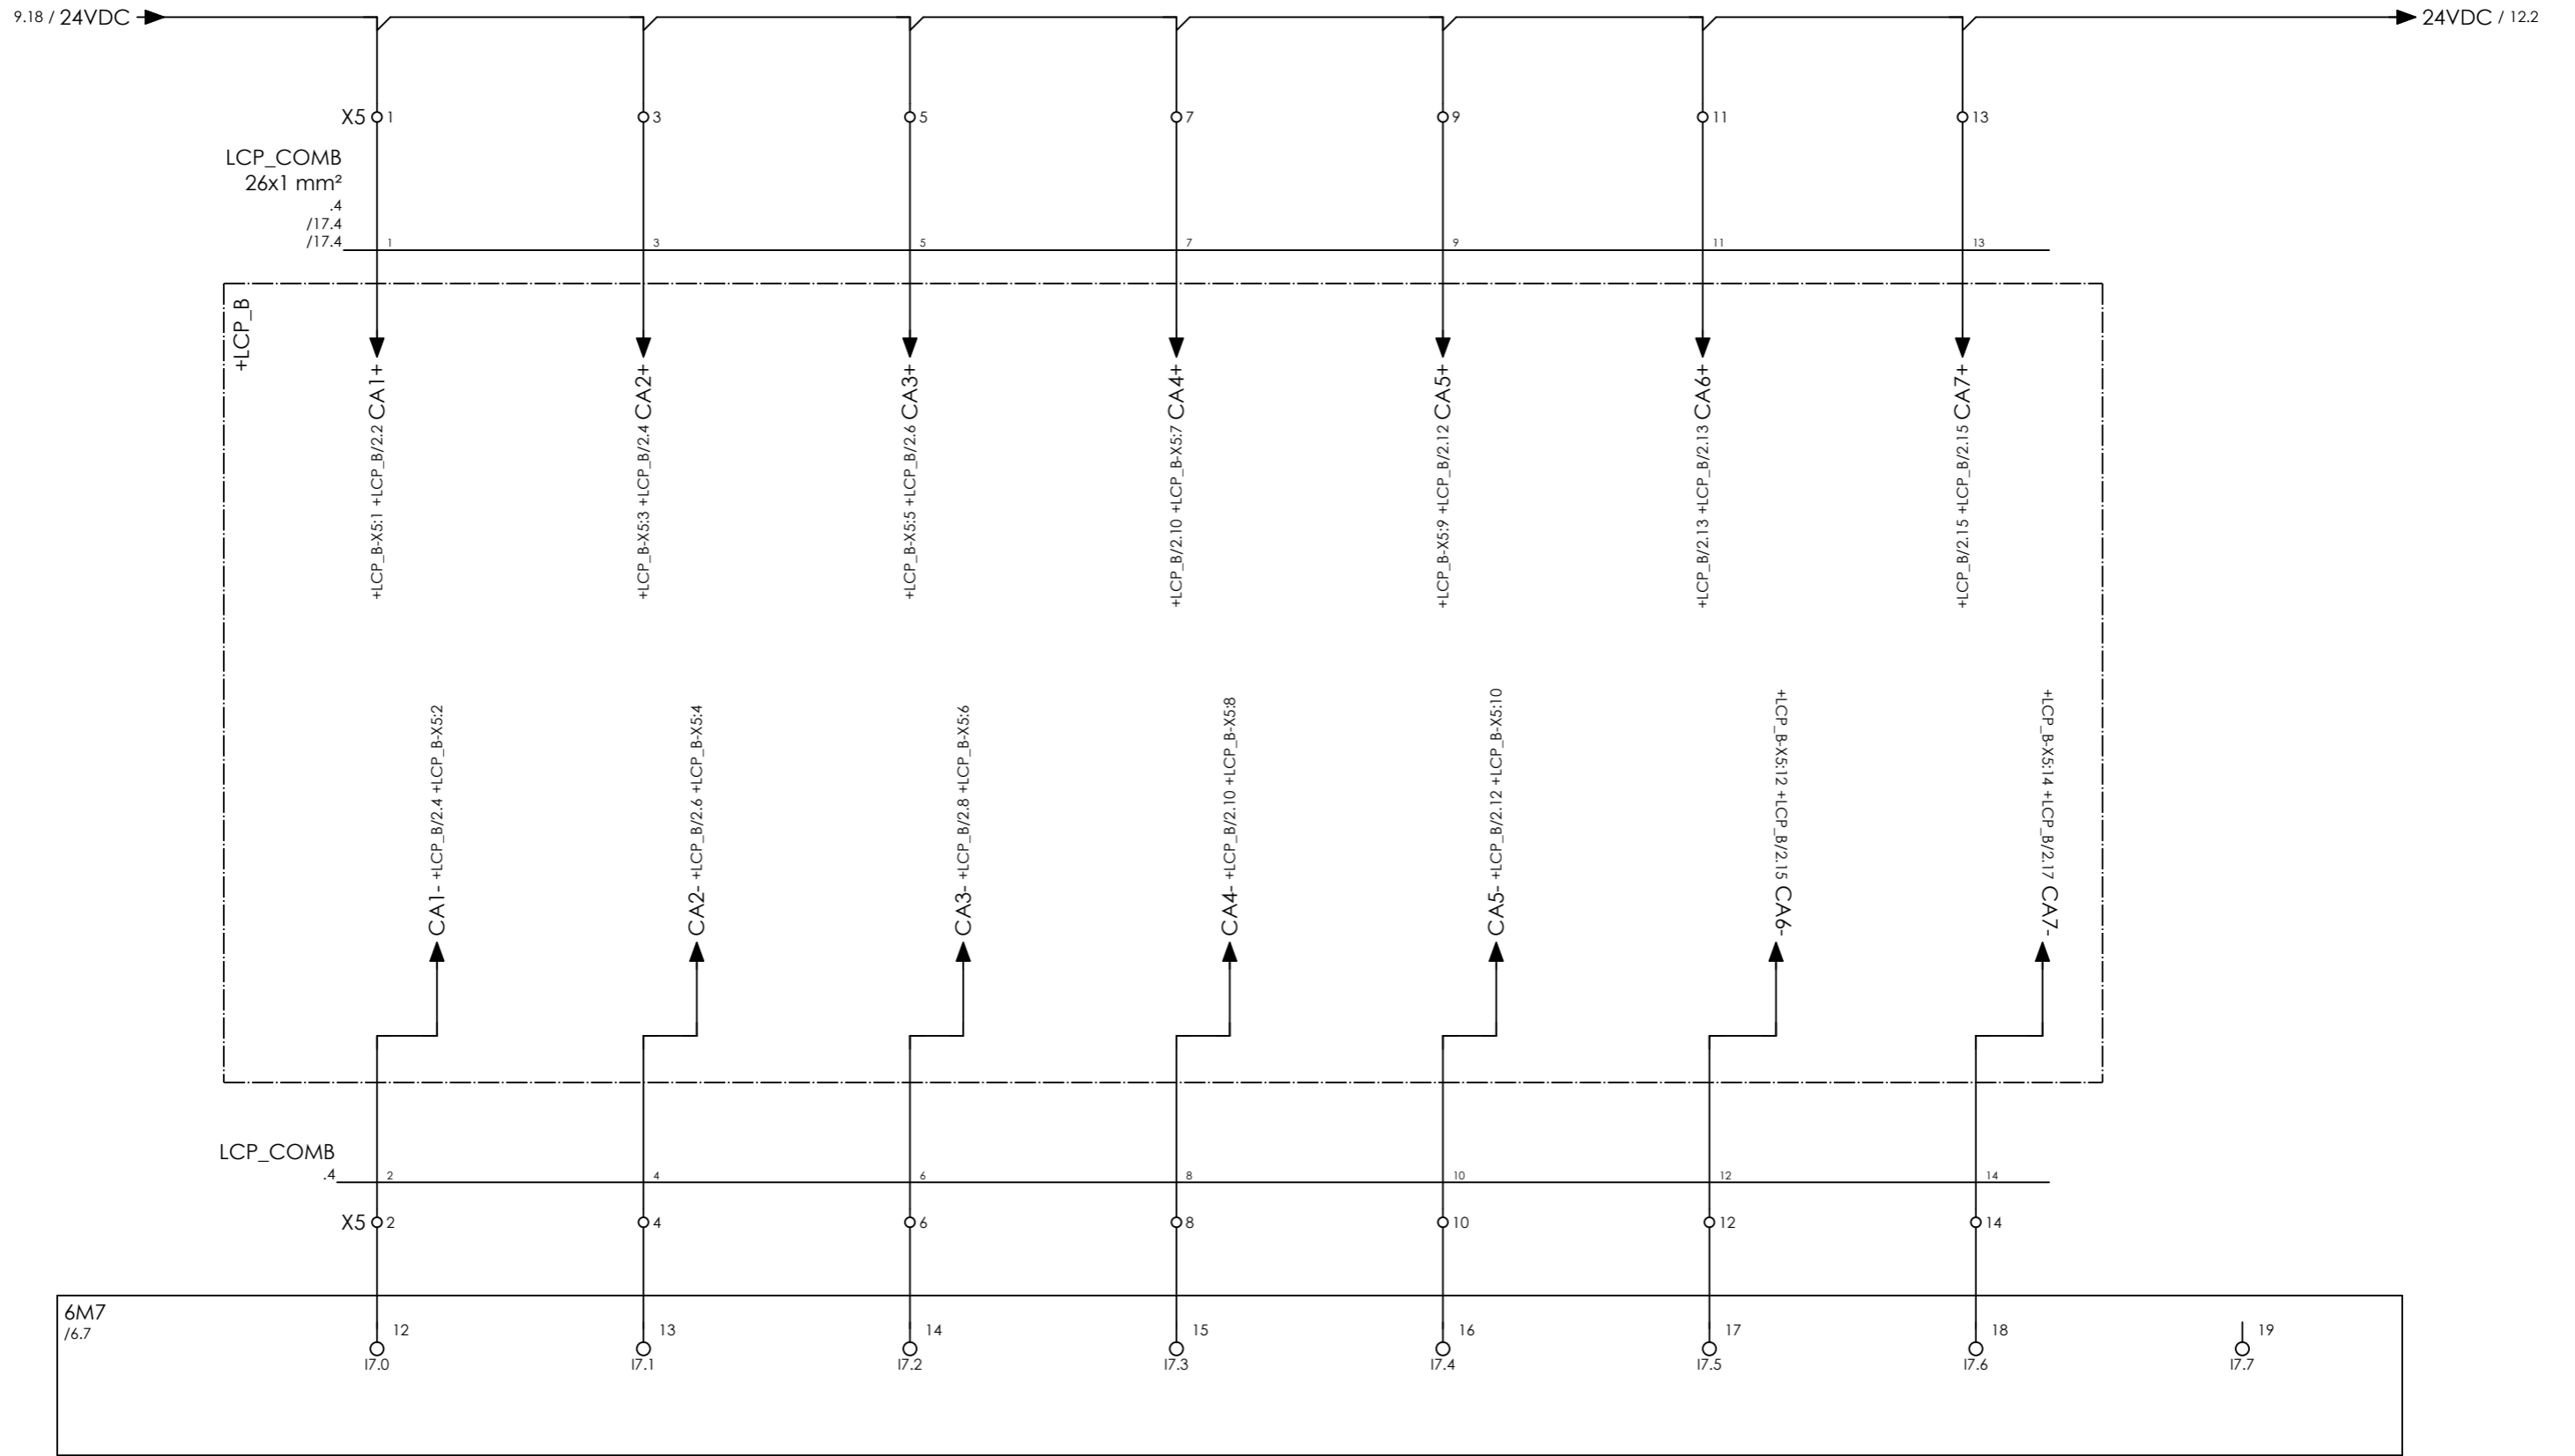 9.18 / 24VDC
24VDC / 12.2
X5 1 3 5 7 9 11 13
LCP_COMB
26x1 mm²
.4
/17.4
/17.4
1 3 5 7 9 11 13
+LCP_B
+LCP_B-X5:1 +LCP_B/2.2 CA1+
+LCP_B-X5:3 +LCP_B/2.4 CA2+
+LCP_B-X5:5 +LCP_B/2.6 CA3+
+LCP_B/2.10 +LCP_B-X5:7 CA4+
+LCP_B-X5:9 +LCP_B/2.12 CA5+
+LCP_B/2.13 +LCP_B/2.13 CA6+
+LCP_B/2.15 +LCP_B/2.15 CA7+
CA1- +LCP_B/2.4 +LCP_B-X5:2
CA2- +LCP_B/2.6 +LCP_B-X5:4
CA3- +LCP_B/2.8 +LCP_B-X5:6
CA4- +LCP_B/2.10 +LCP_B-X5:8
CA5- +LCP_B/2.12 +LCP_B-X5:10
+LCP_B-X5:12 +LCP_B/2.15 CA6-
+LCP_B-X5:14 +LCP_B/2.17 CA7-
LCP_COMB
.4
2 4 6 8 10 12 14
X5 2 4 6 8 10 12 14
6M7
/6.7
12 13 14 15 16 17 18 19
I7.0 I7.1 I7.2 I7.3 I7.4 I7.5 I7.6 I7.7